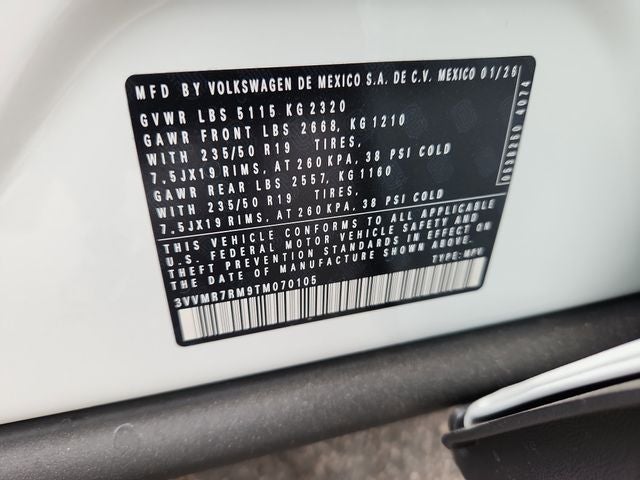 MFD BY VOLKSWAGEN DE MEXICO S.A. DE C.V. MEXICO 01/26
GVWR LBS 5115 KG 2320
GAWR FRONT LBS 2668, KG 1210
WITH 235/50 R19 TIRES,
7,5JX19 RIMS, AT 260 KPA, 38 PSI COLD
GAWR REAR LBS 2557, KG 1160
WITH 235/50 R19 TIRES,
7,5JX19 RIMS, AT 260 KPA, 38 PSI COLD
THIS VEHICLE CONFORMS TO ALL APPLICABLE
U.S. FEDERAL MOTOR VEHICLE SAFETY AND
THEFT PREVENTION STANDARDS IN EFFECT ON
THE DATE OF MANUFACTURE SHOWN ABOVE.
3VVMR7RM9TM070105 TYPE: MPV
0630260 4074